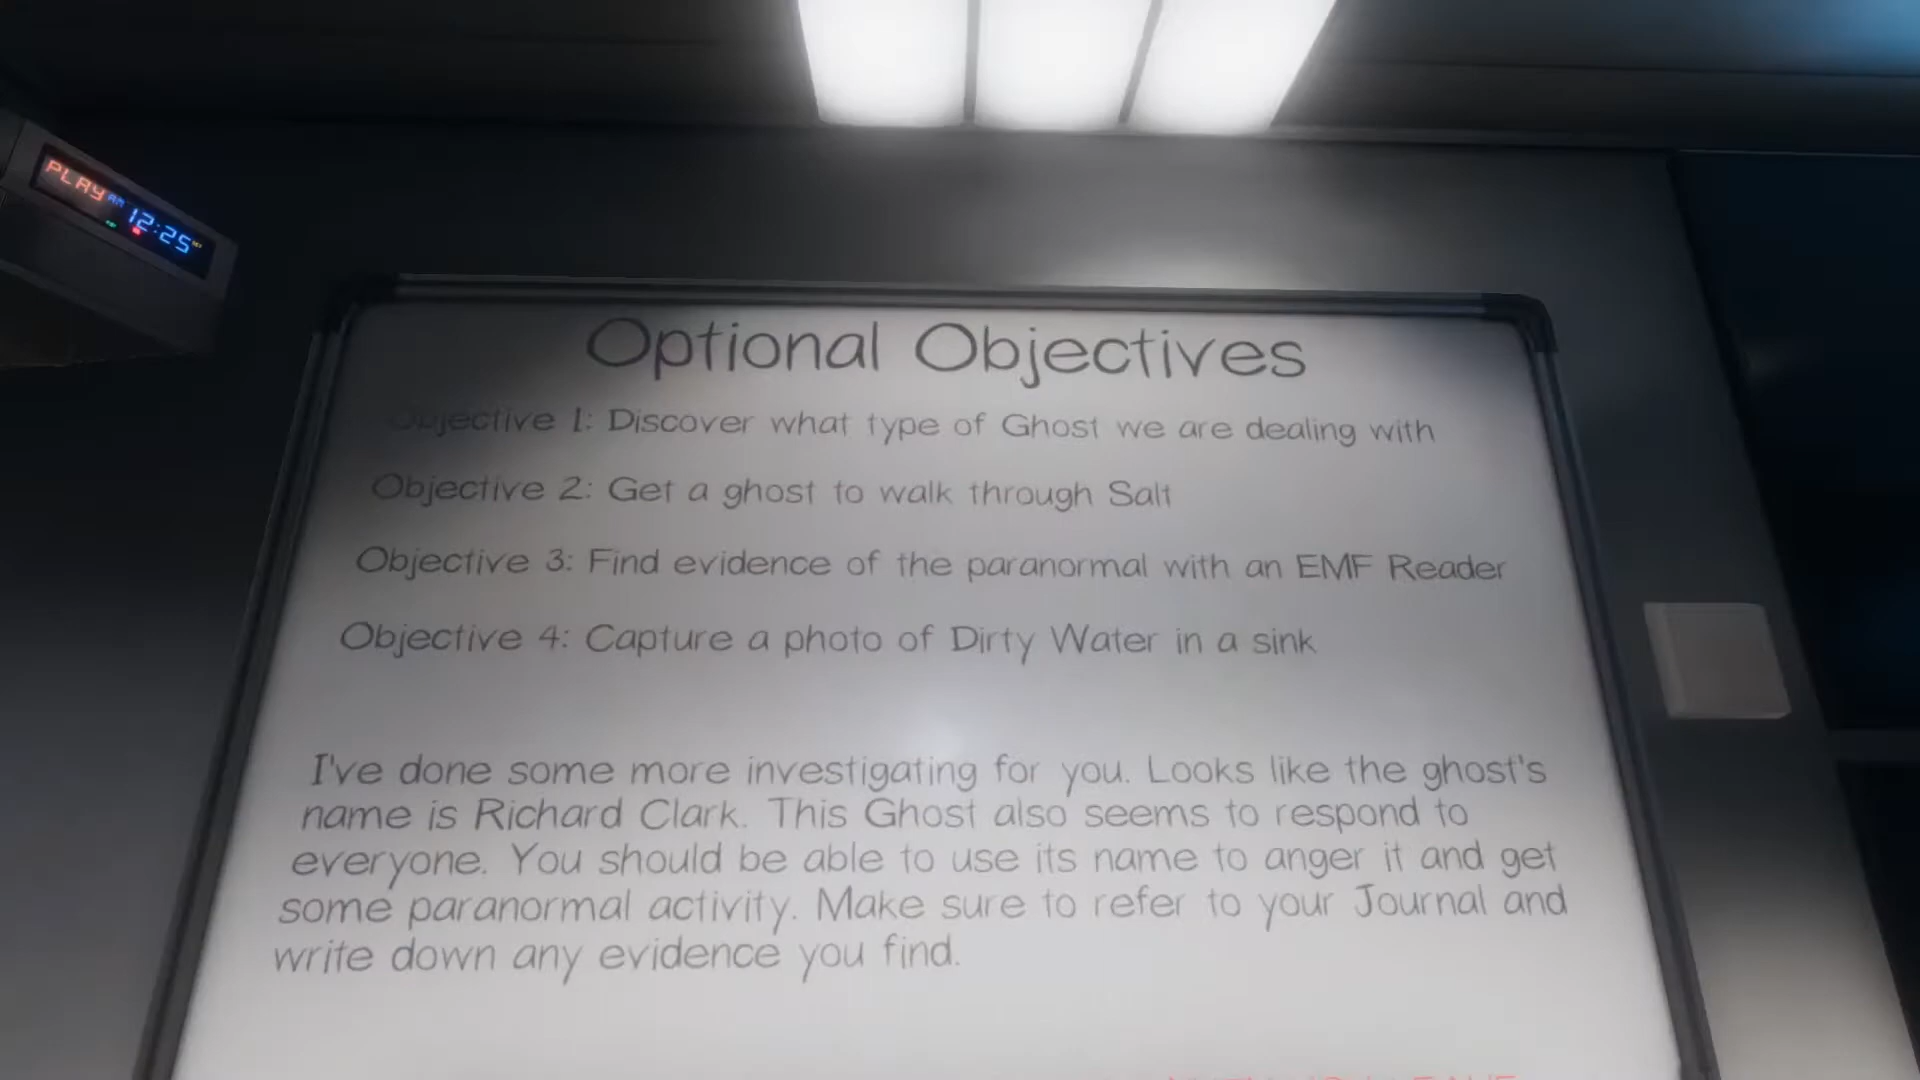 PLAY AM 12:25
Optional Objectives
Objective 1: Discover what type of Ghost we are dealing with
Objective 2: Get a ghost to walk through Salt
Objective 3: Find evidence of the paranormal with an EMF Reader
Objective 4: Capture a photo of Dirty Water in a sink
I've done some more investigating for you. Looks like the ghost's
name is Richard Clark. This Ghost also seems to respond to
everyone. You should be able to use its name to anger it and get
some paranormal activity. Make sure to refer to your Journal and
write down any evidence you find.